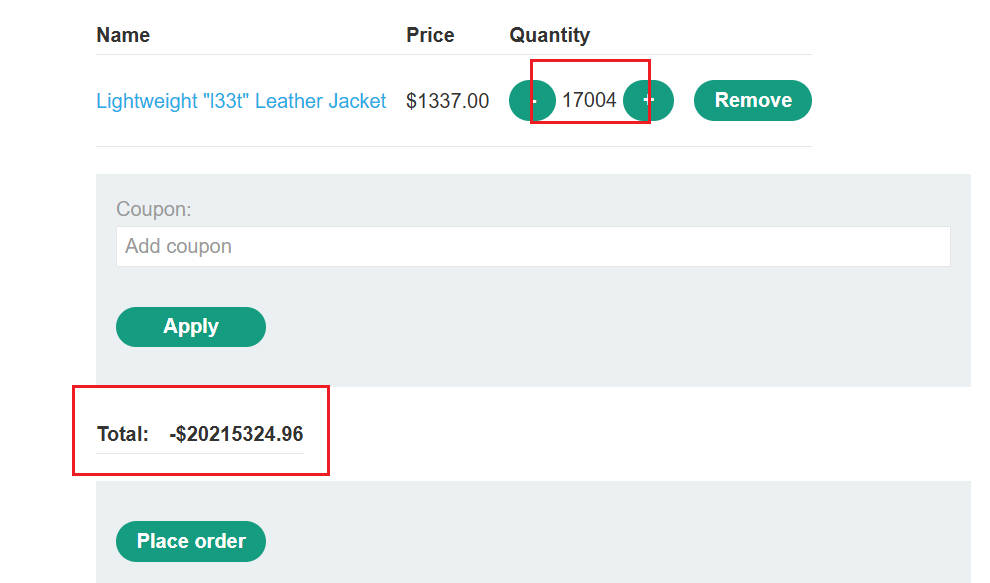 Name Price Quantity
Lightweight "l33t" Leather Jacket $1337.00 - 17004 + Remove
Coupon:
Add coupon
Apply
Total: -$20215324.96
Place order